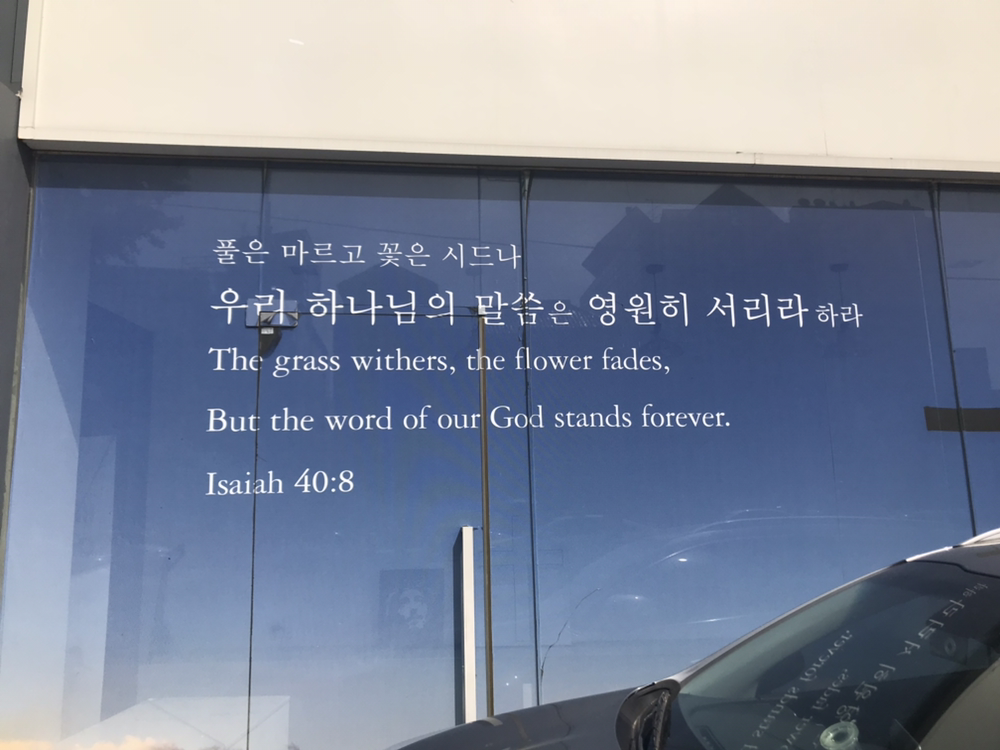 풀은 마르고 꽃은 시드나
우리 하나님의 말씀은 영원히 서리라 하라
The grass withers, the flower fades,
But the word of our God stands forever.
Isaiah 40:8